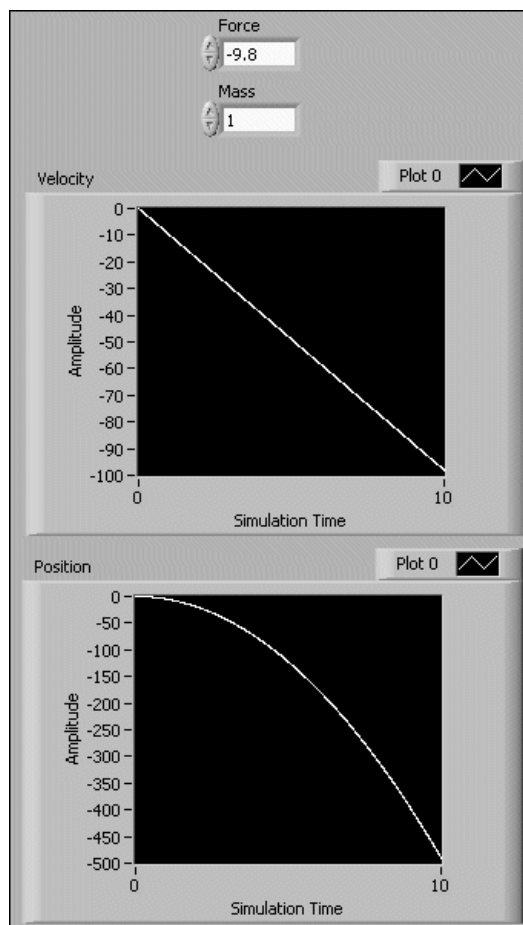 Force
-9.8
Mass
1
Velocity
Plot 0
0
-10
-20
-30
-40
-50
-60
-70
-80
-90
-100
Amplitude
0 10
Simulation Time
Position
Plot 0
0
-50
-100
-150
-200
-250
-300
-350
-400
-450
-500
Amplitude
0 10
Simulation Time